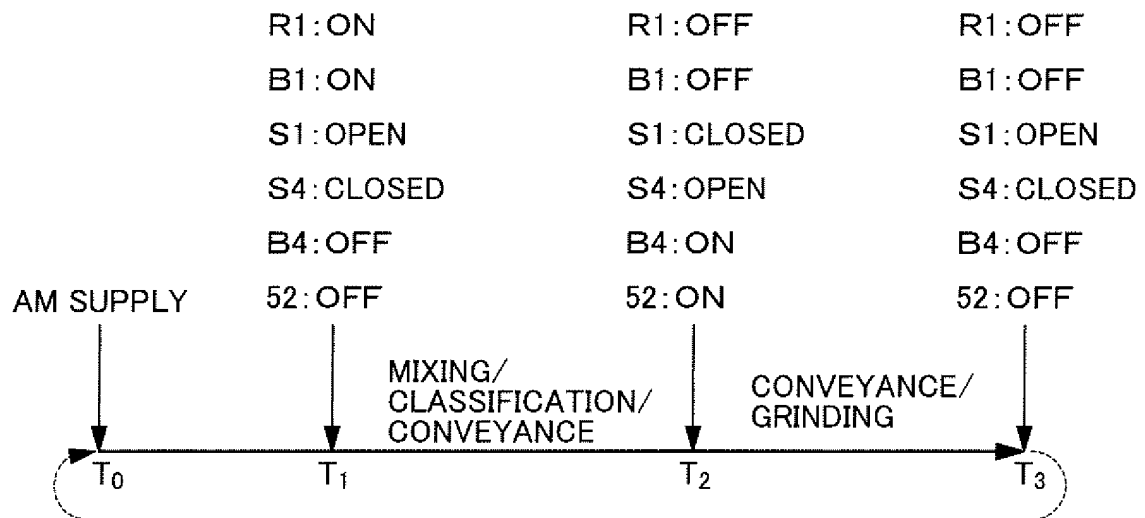 R1:ON R1:OFF R1:OFF
B1:ON B1:OFF B1:OFF
S1:OPEN S1:CLOSED S1:OPEN
S4:CLOSED S4:OPEN S4:CLOSED
B4:OFF B4:ON B4:OFF
AM SUPPLY 52:OFF 52:ON 52:OFF
MIXING/
CLASSIFICATION/
CONVEYANCE
CONVEYANCE/
GRINDING
T0 T1 T2 T3